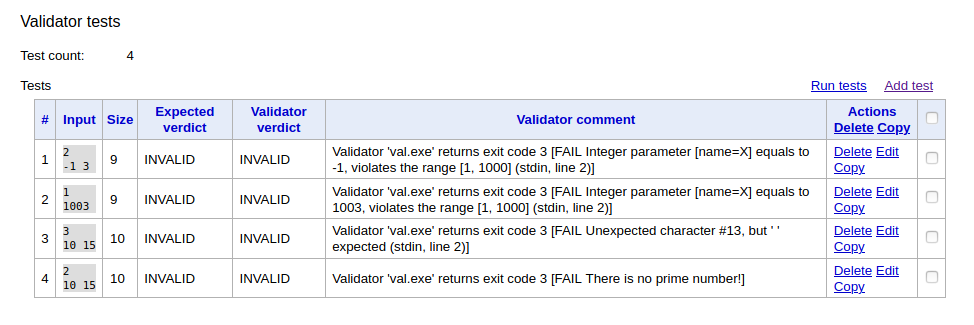 Validator tests
Test count: 4
Tests Run tests Add test
# Input Size Expected verdict Validator verdict Validator comment Actions Delete Copy
1
2
-1 3
9 INVALID INVALID
Validator 'val.exe' returns exit code 3 [FAIL Integer parameter [name=X] equals to
-1, violates the range [1, 1000] (stdin, line 2)]
Delete Edit
Copy
2
1
1003
9 INVALID INVALID
Validator 'val.exe' returns exit code 3 [FAIL Integer parameter [name=X] equals to
1003, violates the range [1, 1000] (stdin, line 2)]
Delete Edit
Copy
3
3
10 15
10 INVALID INVALID
Validator 'val.exe' returns exit code 3 [FAIL Unexpected character #13, but ' '
expected (stdin, line 2)]
Delete Edit
Copy
4
2
10 15
10 INVALID INVALID
Validator 'val.exe' returns exit code 3 [FAIL There is no prime number!]
Delete Edit
Copy